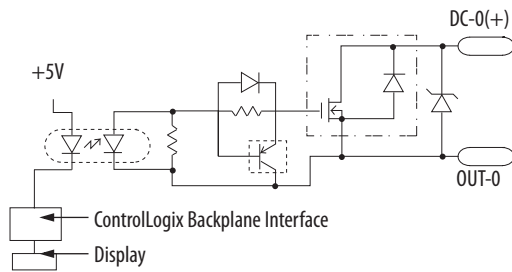 DC-0(+)
+5V
OUT-0
ControlLogix Backplane Interface
Display